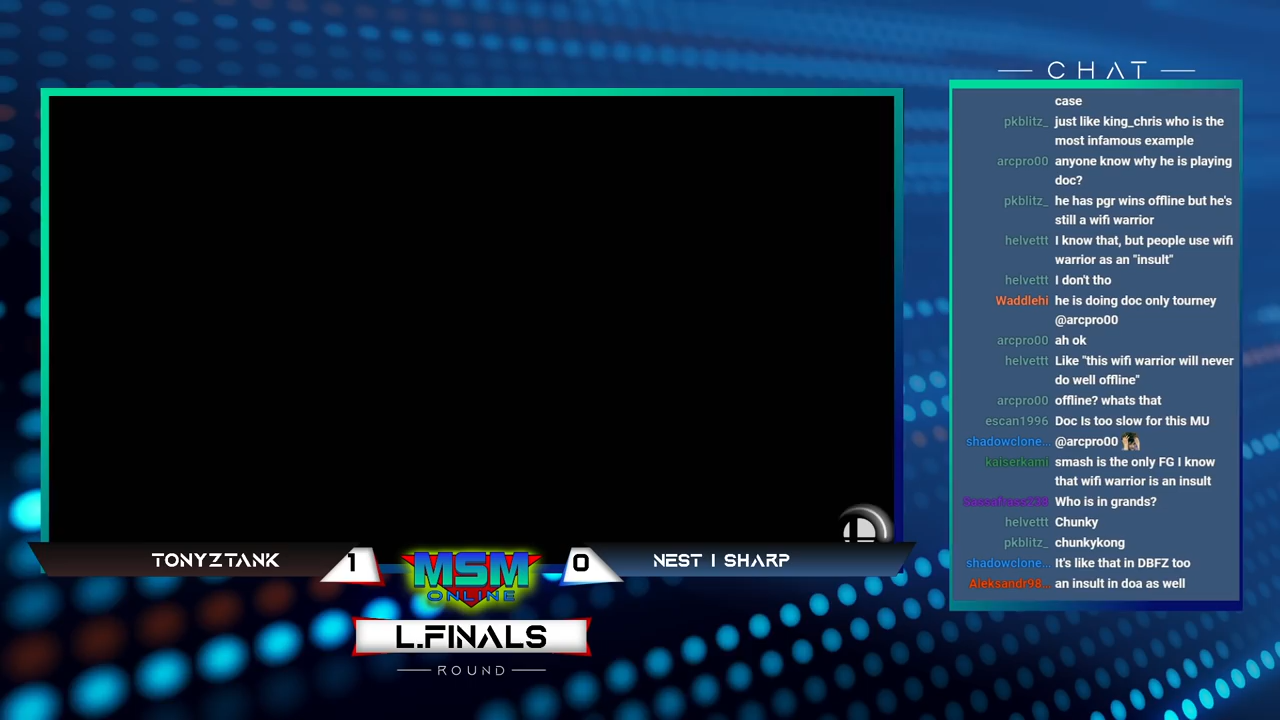 CHAT
case
pkblitz_ just like king_chris who is the
most infamous example
arcpro00 anyone know why he is playing
doc?
pkblitz_ he has pgr wins offline but he's
still a wifi warrior
helvettt I know that, but people use wifi
warrior as an "insult"
helvettt I don't tho
Waddlehi he is doing doc only tourney
@arcpro00
arcpro00 ah ok
helvettt Like "this wifi warrior will never
do well offline"
arcpro00 offline? whats that
escan1996 Doc Is too slow for this MU
shadowclone... @arcpro00
kaiserkami smash is the only FG I know
that wifi warrior is an insult
Who is in grands?
helvettt Chunky
pkblitz_ chunkykong
shadowclone... It's like that in DBFZ too
Aleksandr98... an insult in doa as well
TONYZTANK 1 MSM 0 NEST | SHARP
ONLINE
L.FINALS
ROUND